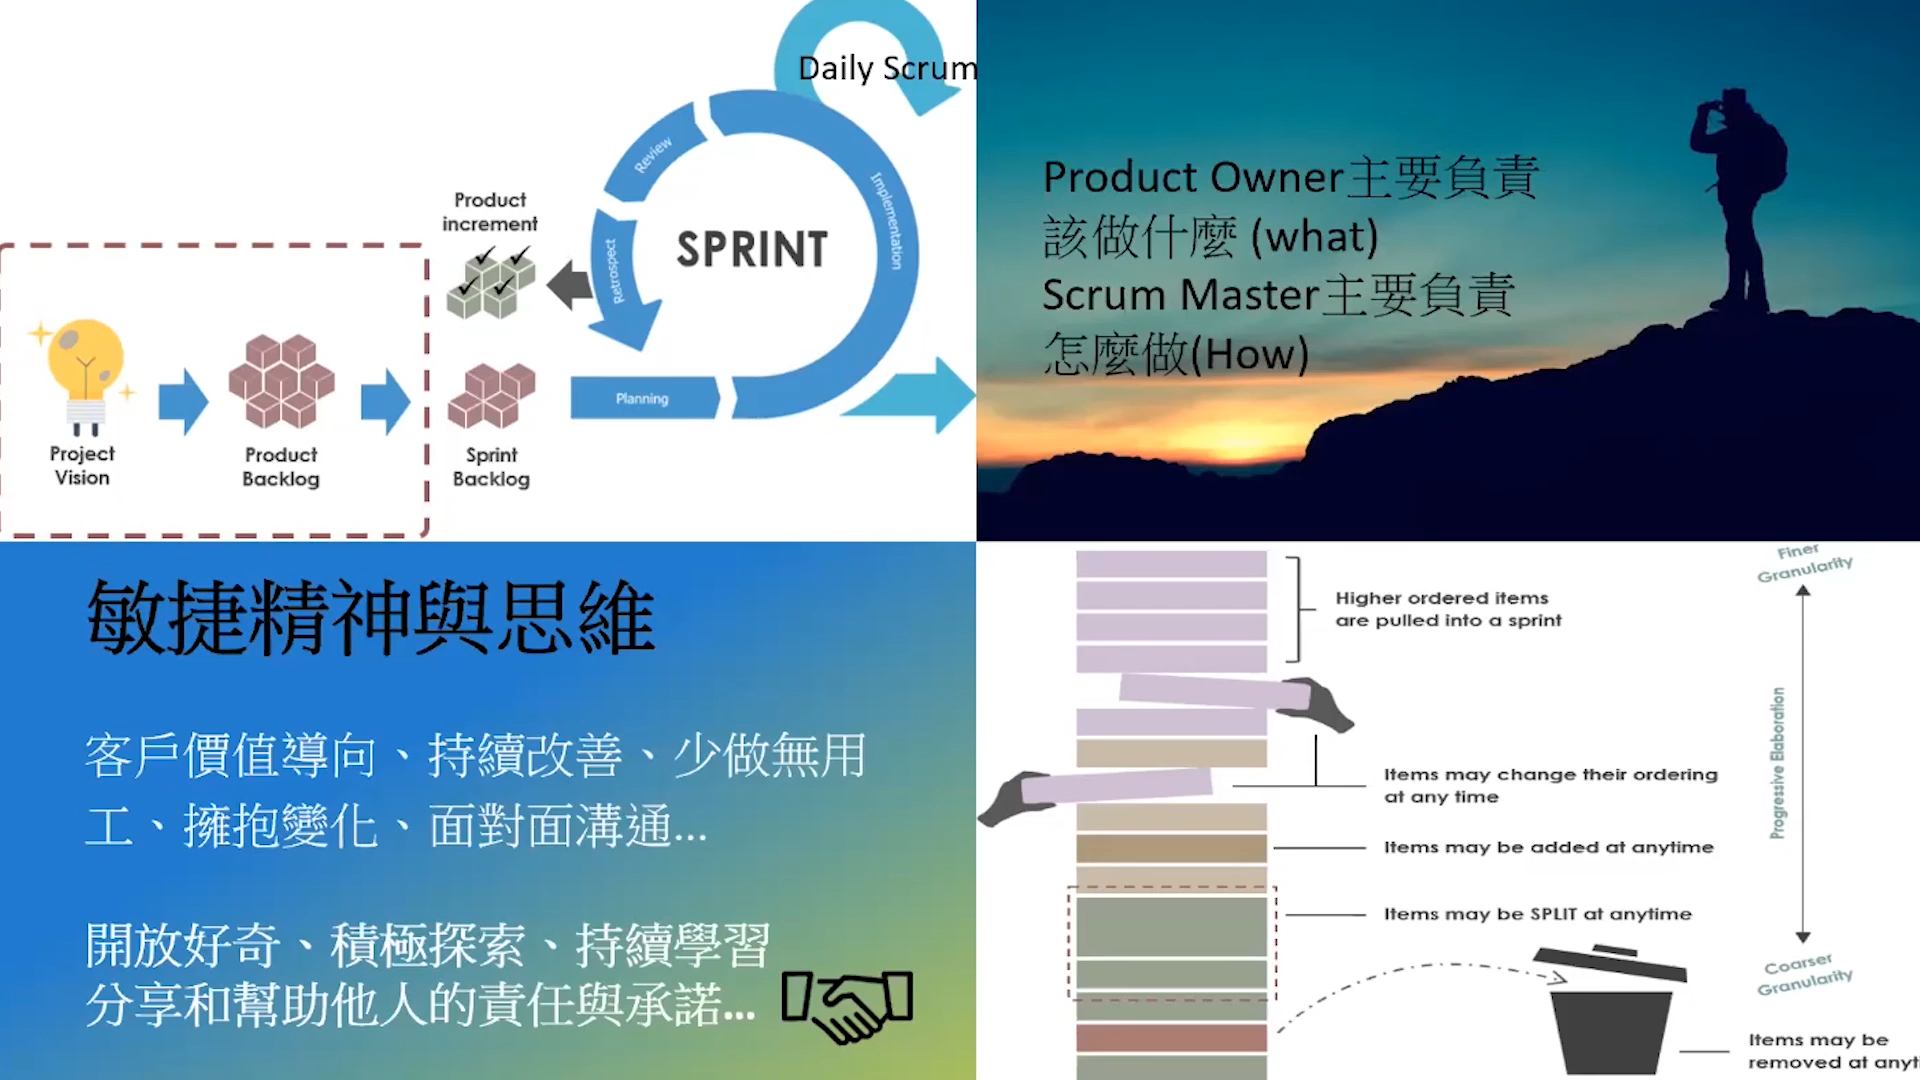 Daily Scrum
Review
Implementation
Product
increment
SPRINT
Retrospect
Planning
Project
Vision
Product
Backlog
Sprint
Backlog
Product Owner主要負責
該做什麼 (what)
Scrum Master主要負責
怎麼做(How)
敏捷精神與思維
客戶價值導向、持續改善、少做無用
工、擁抱變化、面對面溝通...
開放好奇、積極探索、持續學習
分享和幫助他人的責任與承諾...
Finer
Granularity
Higher ordered items
are pulled into a sprint
Progressive Elaboration
Items may change their ordering
at any time
Items may be added at anytime
Items may be SPLIT at anytime
Coarser
Granularity
Items may be
removed at anyt